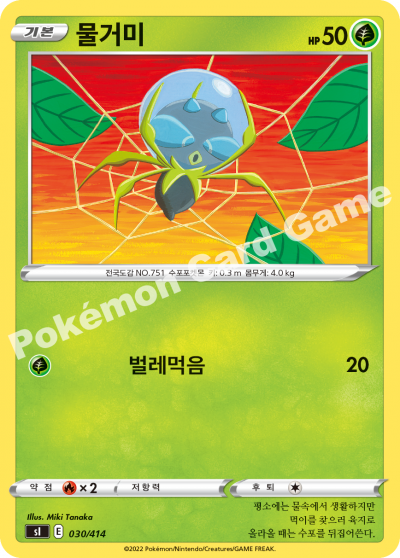 기본 물거미 HP 50
Pokémon Card Game
전국도감 NO.751 수포포켓몬 키: 0.3 m 몸무게: 4.0 kg
벌레먹음 20
약점 ×2 저항력 후퇴
Illus. Miki Tanaka
sI E 030/414
평소에는 물속에서 생활하지만
먹이를 찾으러 육지로
올라올 때는 수포를 뒤집어쓴다.
©2022 Pokémon/Nintendo/Creatures/GAME FREAK.